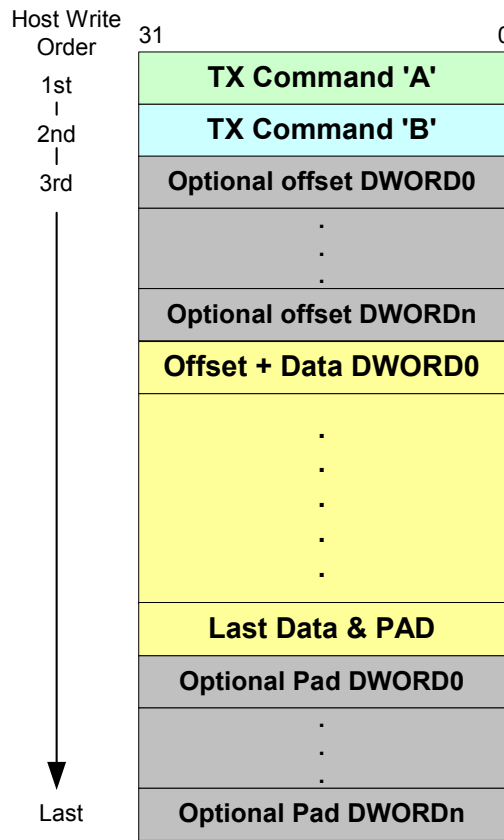 Host Write
Order
31 0
1st
TX Command 'A'
2nd
TX Command 'B'
3rd
Optional offset DWORD0
.
.
.
Optional offset DWORDn
Offset + Data DWORD0
.
.
.
.
.
Last Data & PAD
Optional Pad DWORD0
.
.
.
Last
Optional Pad DWORDn